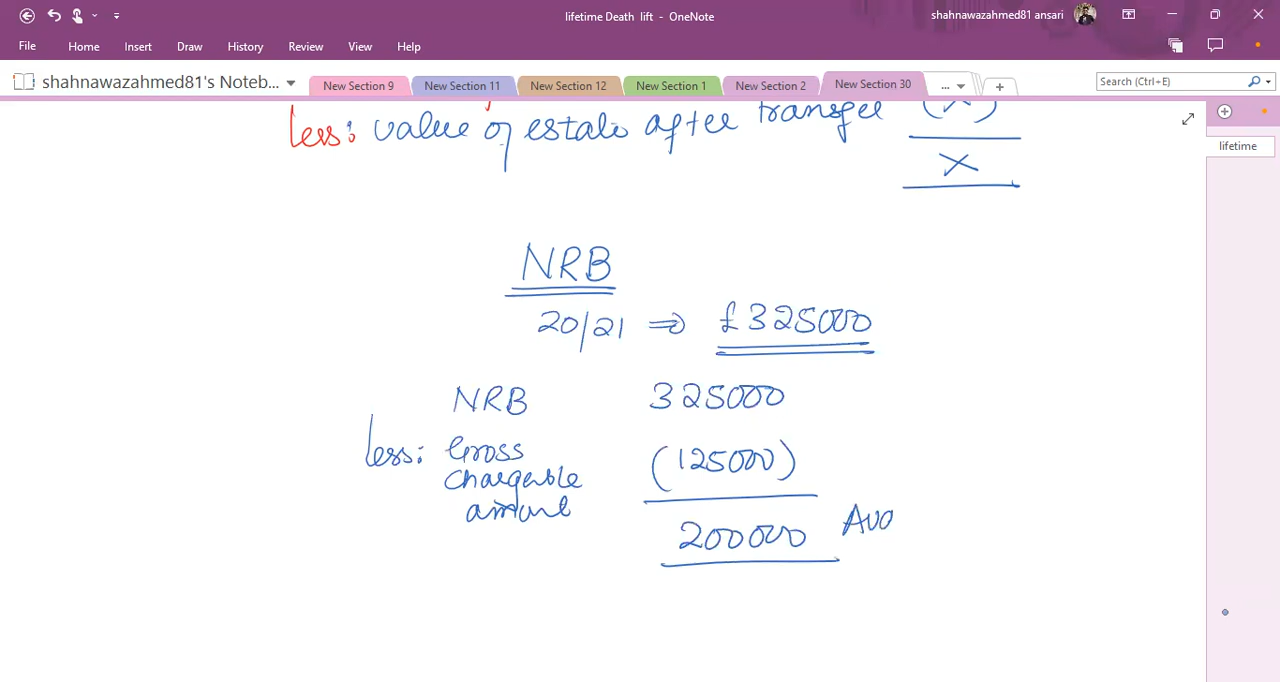 lifetime Death lift - OneNote
shahnawazahmed81 ansari
File Home Insert Draw History Review View Help
shahnawazahmed81's Noteb...
New Section 9 New Section 11 New Section 12 New Section 1 New Section 2 New Section 30 ...
Search (Ctrl+E)
lifetime
less: value of estate after transfer (X)
X
NRB
20/21 ⇒ £325000
NRB 325000
less: Gross (125000)
chargeable
amount
200000 Ava